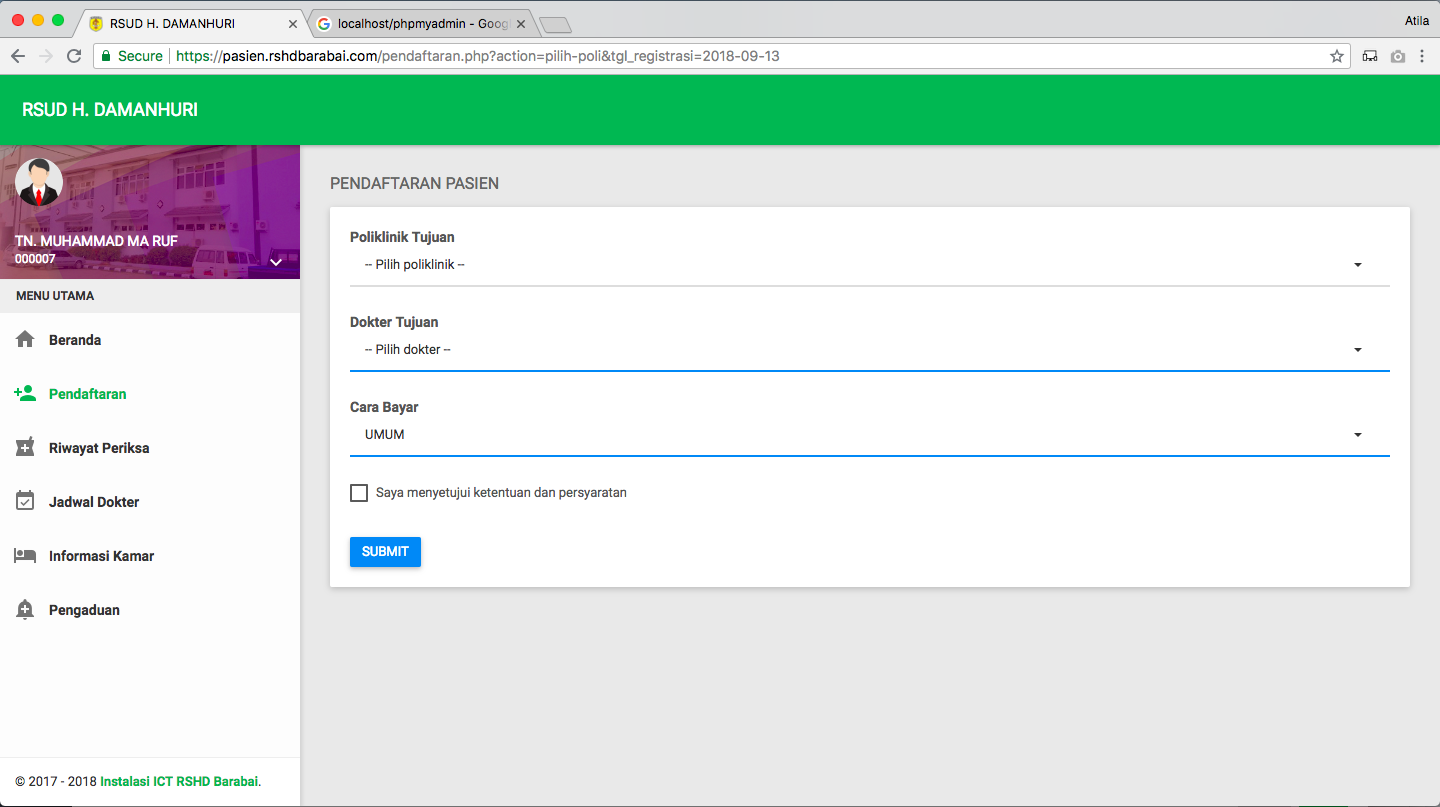 RSUD H. DAMANHURI
localhost/phpmyadmin - Goog
Atila
Secure
https://pasien.rshdbarabai.com/pendaftaran.php?action=pilih-poli&tgl_registrasi=2018-09-13
RSUD H. DAMANHURI
TN. MUHAMMAD MA RUF
000007
MENU UTAMA
Beranda
Pendaftaran
Riwayat Periksa
Jadwal Dokter
Informasi Kamar
Pengaduan
© 2017 - 2018 Instalasi ICT RSHD Barabai.
PENDAFTARAN PASIEN
Poliklinik Tujuan
-- Pilih poliklinik --
Dokter Tujuan
-- Pilih dokter --
Cara Bayar
UMUM
Saya menyetujui ketentuan dan persyaratan
SUBMIT